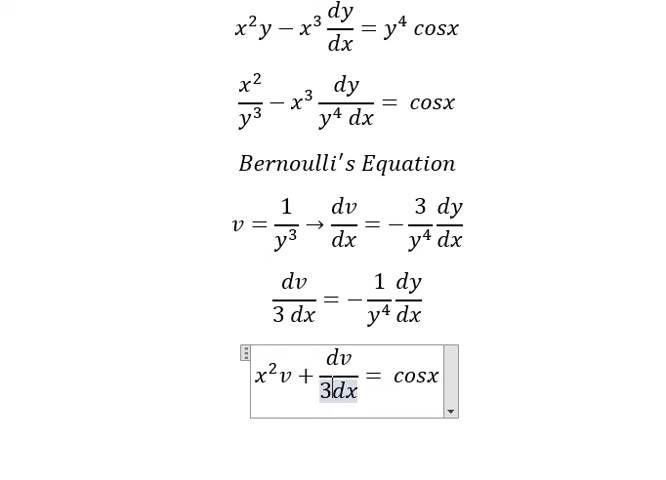 x²y − x³ dy/dx = y⁴ cosx
x²/y³ − x³ dy/(y⁴ dx) = cosx
Bernoulli's Equation
v = 1/y³ → dv/dx = − 3/y⁴ dy/dx
dv/(3 dx) = − 1/y⁴ dy/dx
x²v + dv/(3dx) = cosx